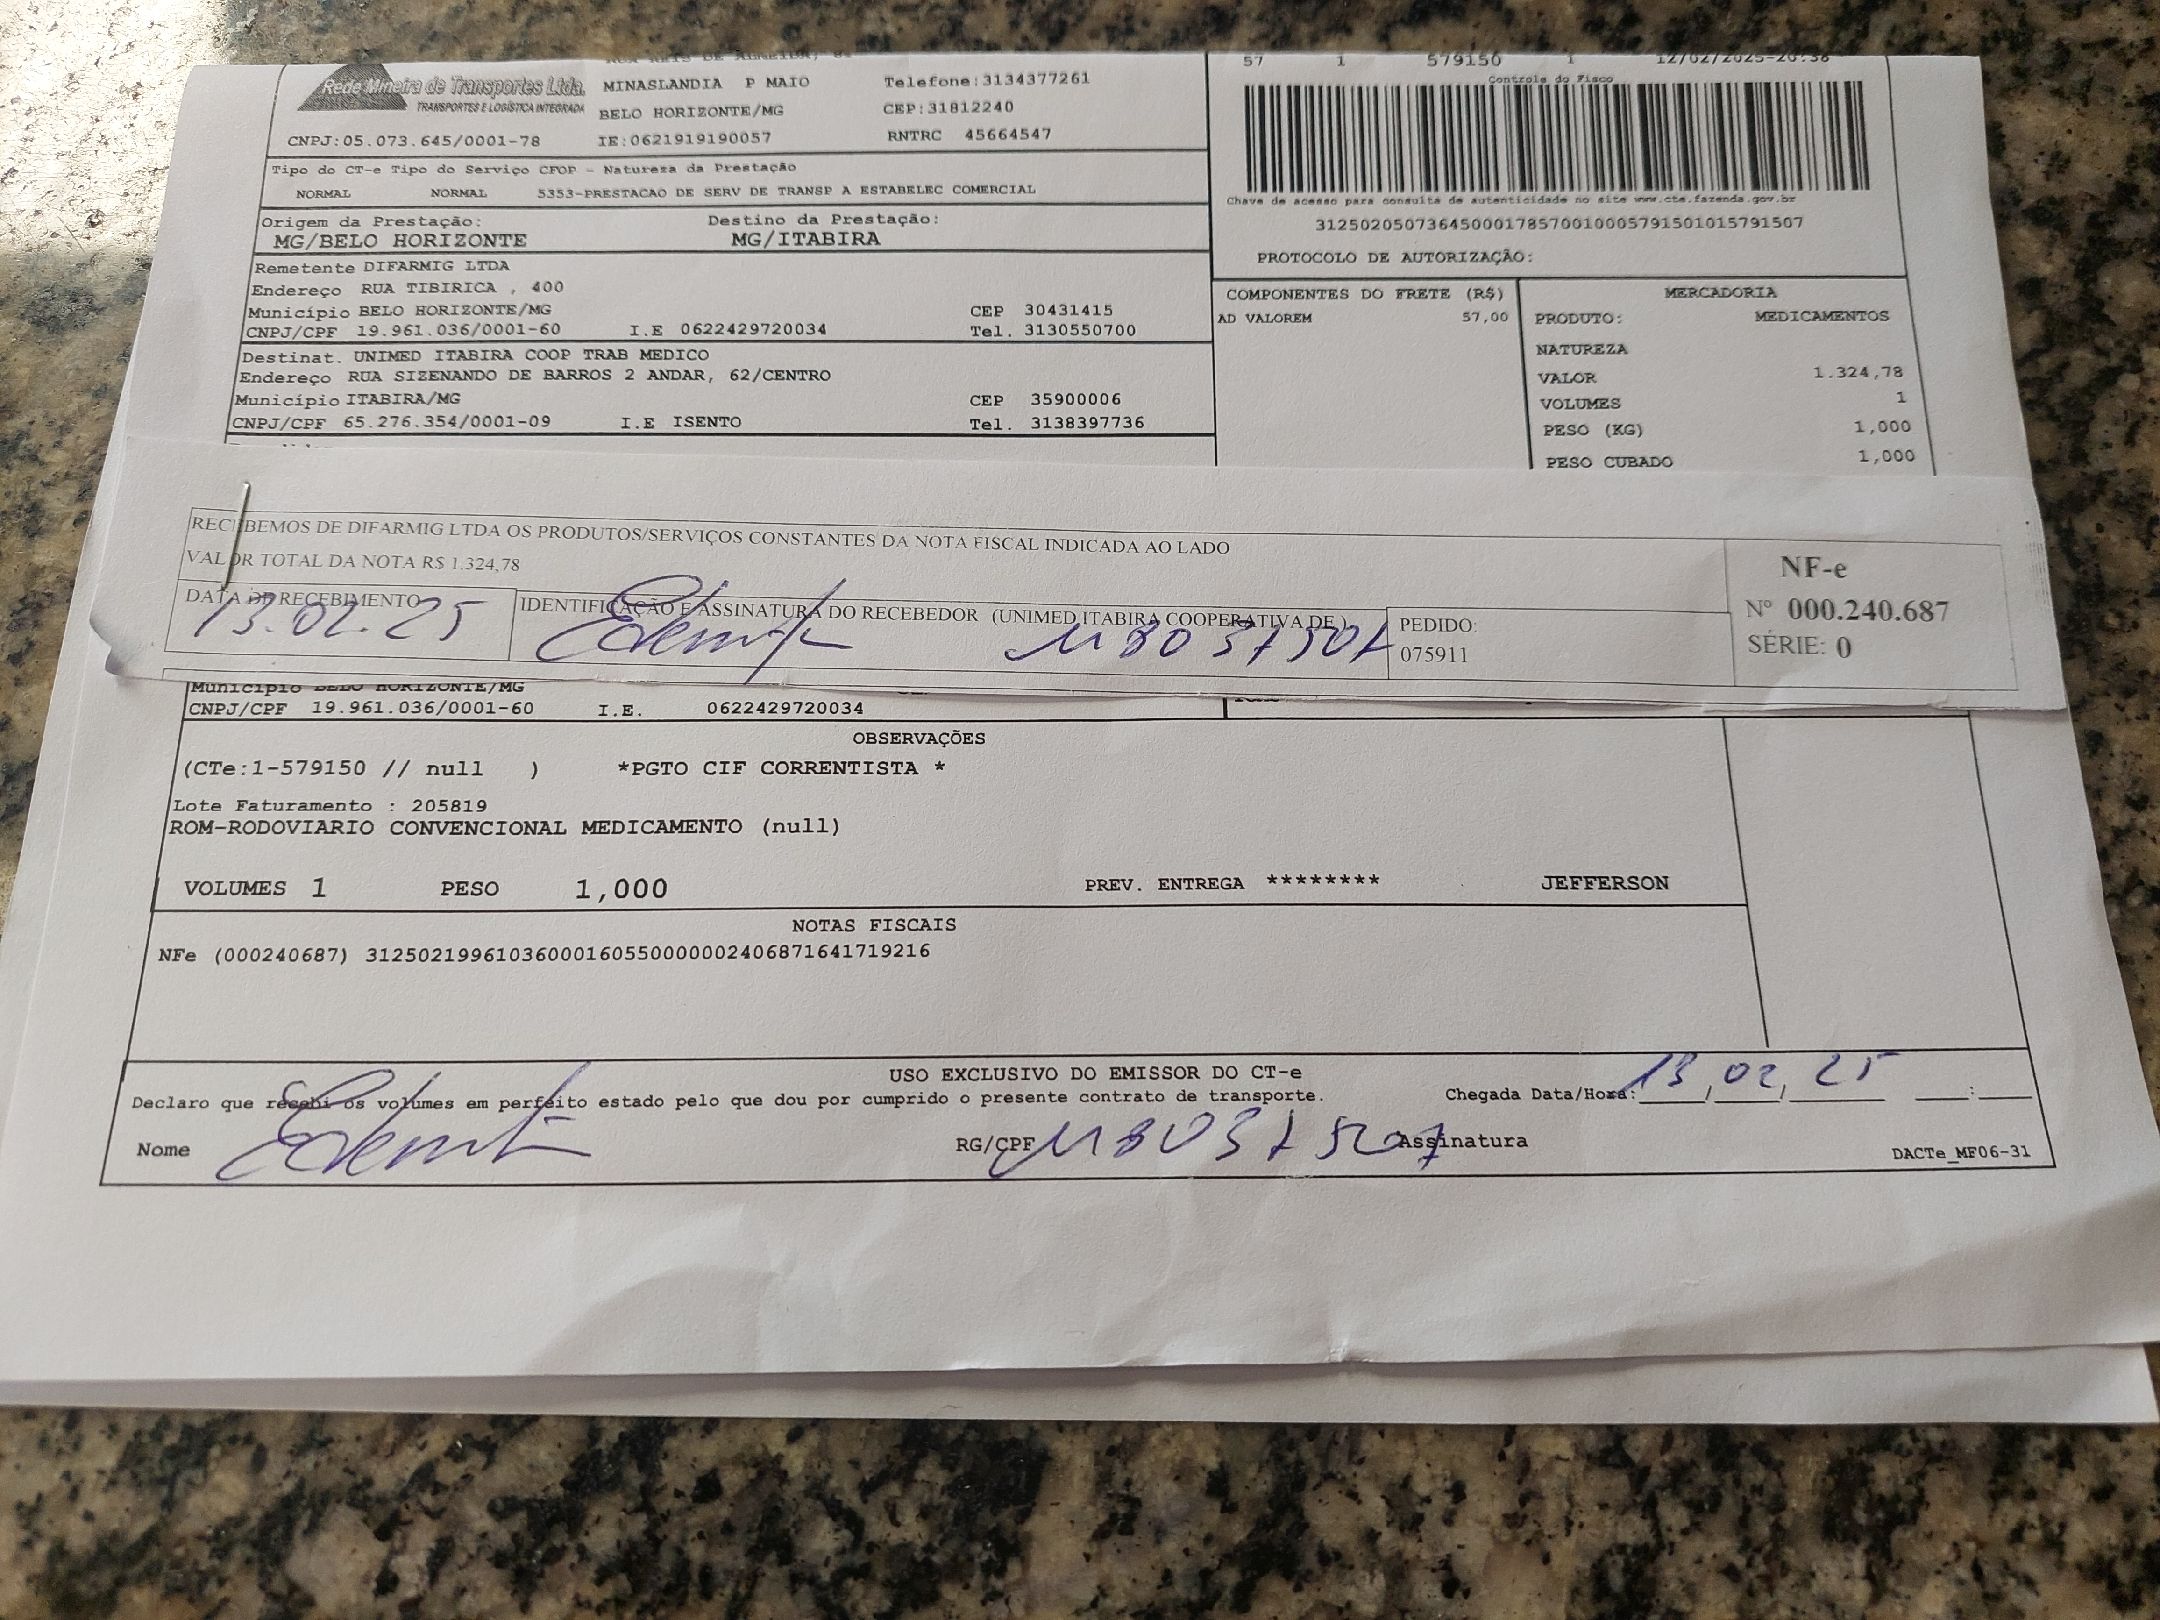 57 1 579150 1 12/02/2025-20:38
Rede Mineira de Transportes Ltda.
TRANSPORTES E LOGÍSTICA INTEGRADA
MINASLANDIA P MAIO Telefone:3134377261
BELO HORIZONTE/MG CEP:31812240
CNPJ:05.073.645/0001-78 IE:0621919190057 RNTRC 45664547
Controle do Fisco
Chave de acesso para consulta de autenticidade no site www.cte.fazenda.gov.br
31250205073645000178570010005791501015791507
PROTOCOLO DE AUTORIZAÇÃO:
Tipo do CT-e Tipo do Serviço CFOP - Natureza da Prestação
NORMAL NORMAL 5353-PRESTACAO DE SERV DE TRANSP A ESTABELEC COMERCIAL
Origem da Prestação: Destino da Prestação:
MG/BELO HORIZONTE MG/ITABIRA
Remetente DIFARMIG LTDA
Endereço RUA TIBIRICA , 400
Município BELO HORIZONTE/MG CEP 30431415
CNPJ/CPF 19.961.036/0001-60 I.E 0622429720034 Tel. 3130550700
Destinat. UNIMED ITABIRA COOP TRAB MEDICO
Endereço RUA SIZENANDO DE BARROS 2 ANDAR, 62/CENTRO
Município ITABIRA/MG CEP 35900006
CNPJ/CPF 65.276.354/0001-09 I.E ISENTO Tel. 3138397736
COMPONENTES DO FRETE (R$)
AD VALOREM 57,00
MERCADORIA
PRODUTO: MEDICAMENTOS
NATUREZA
VALOR 1.324,78
VOLUMES 1
PESO (KG) 1,000
PESO CUBADO 1,000
RECEBEMOS DE DIFARMIG LTDA OS PRODUTOS/SERVIÇOS CONSTANTES DA NOTA FISCAL INDICADA AO LADO
VALOR TOTAL DA NOTA R$ 1.324,78
DATA DE RECEBIMENTO
13.02.25
IDENTIFICAÇÃO E ASSINATURA DO RECEBEDOR (UNIMED ITABIRA COOPERATIVA DE )
PEDIDO:
075911
NF-e
Nº 000.240.687
SÉRIE: 0
Município BELO HORIZONTE/MG
CNPJ/CPF 19.961.036/0001-60 I.E. 0622429720034
OBSERVAÇÕES
(CTe:1-579150 // null ) *PGTO CIF CORRENTISTA *
Lote Faturamento : 205819
ROM-RODOVIARIO CONVENCIONAL MEDICAMENTO (null)
VOLUMES 1 PESO 1,000 PREV. ENTREGA ******** JEFFERSON
NOTAS FISCAIS
NFe (000240687) 31250219961036000160550000002406871641719216
USO EXCLUSIVO DO EMISSOR DO CT-e
Declaro que recebi os volumes em perfeito estado pelo que dou por cumprido o presente contrato de transporte. Chegada Data/Hora: 13/02/25 :
Nome RG/CPF Assinatura
DACTe_MF06-31